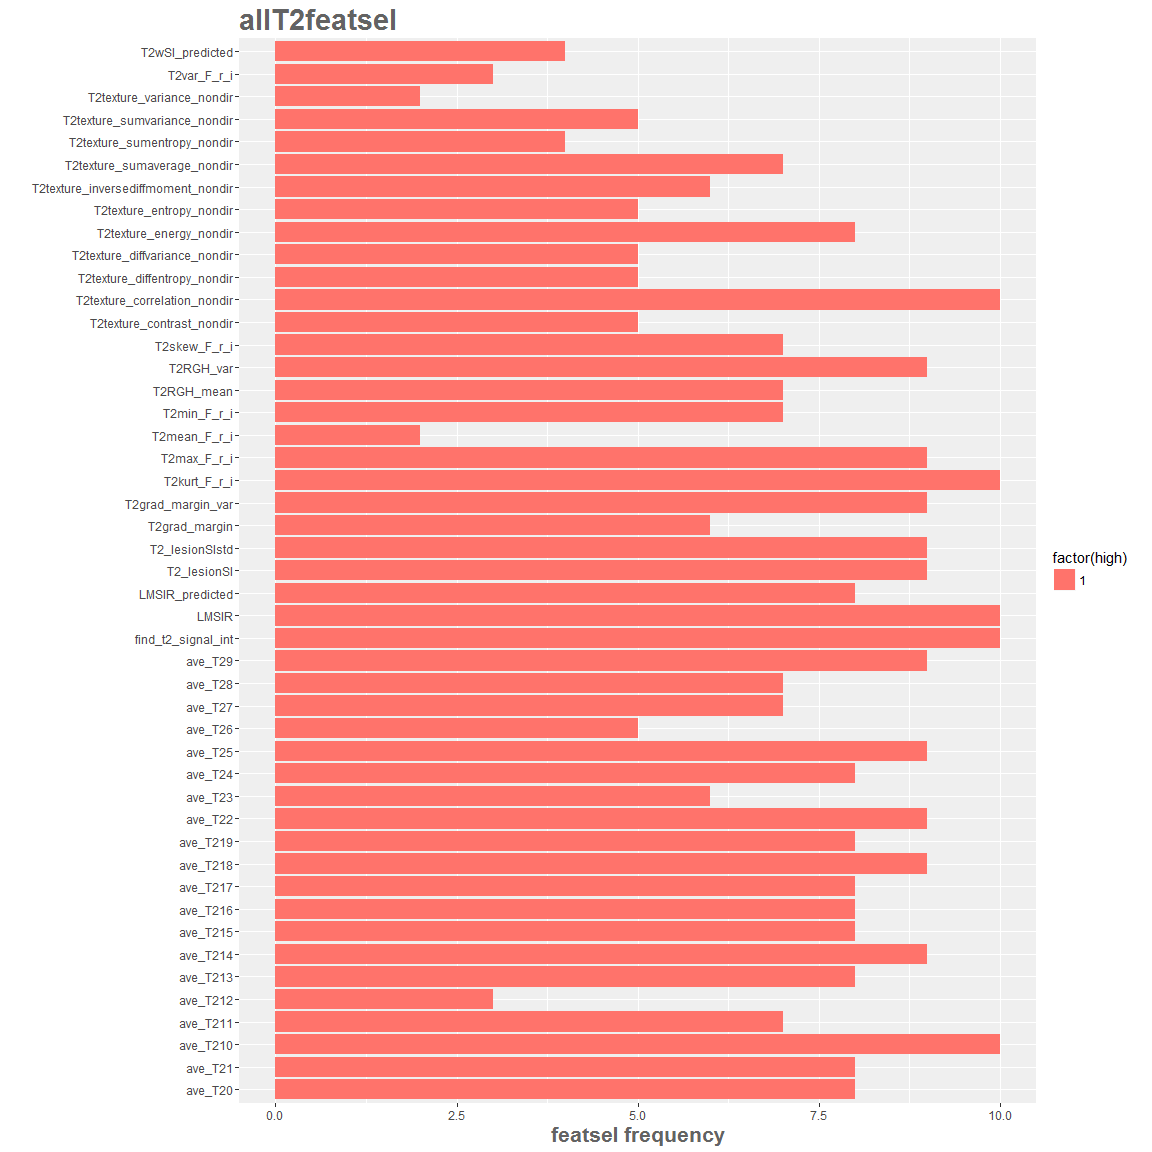 allT2featsel
T2wSI_predicted
T2var_F_r_i
T2texture_variance_nondir
T2texture_sumvariance_nondir
T2texture_sumentropy_nondir
T2texture_sumaverage_nondir
T2texture_inversediffmoment_nondir
T2texture_entropy_nondir
T2texture_energy_nondir
T2texture_diffvariance_nondir
T2texture_diffentropy_nondir
T2texture_correlation_nondir
T2texture_contrast_nondir
T2skew_F_r_i
T2RGH_var
T2RGH_mean
T2min_F_r_i
T2mean_F_r_i
T2max_F_r_i
T2kurt_F_r_i
T2grad_margin_var
T2grad_margin
T2_lesionSIstd
T2_lesionSI
LMSIR_predicted
LMSIR
find_t2_signal_int
ave_T29
ave_T28
ave_T27
ave_T26
ave_T25
ave_T24
ave_T23
ave_T22
ave_T219
ave_T218
ave_T217
ave_T216
ave_T215
ave_T214
ave_T213
ave_T212
ave_T211
ave_T210
ave_T21
ave_T20
0.0 2.5 5.0 7.5 10.0
featsel frequency
factor(high)
1